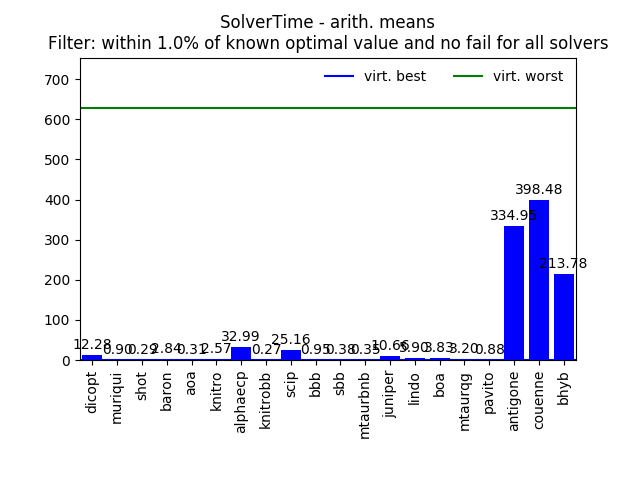 SolverTime - arith. means
Filter: within 1.0% of known optimal value and no fail for all solvers
virt. best
virt. worst
700
600
500
400
300
200
100
0
12.28
0.90
0.29
2.84
0.31
2.57
32.99
0.27
25.16
0.95
0.38
0.35
10.66
5.90
3.83
3.20
0.88
334.95
398.48
213.78
dicopt
muriqui
shot
baron
aoa
knitro
alphaecp
knitrobb
scip
bbb
sbb
mtaurbnb
juniper
lindo
boa
mtaurqg
pavito
antigone
couenne
bhyb